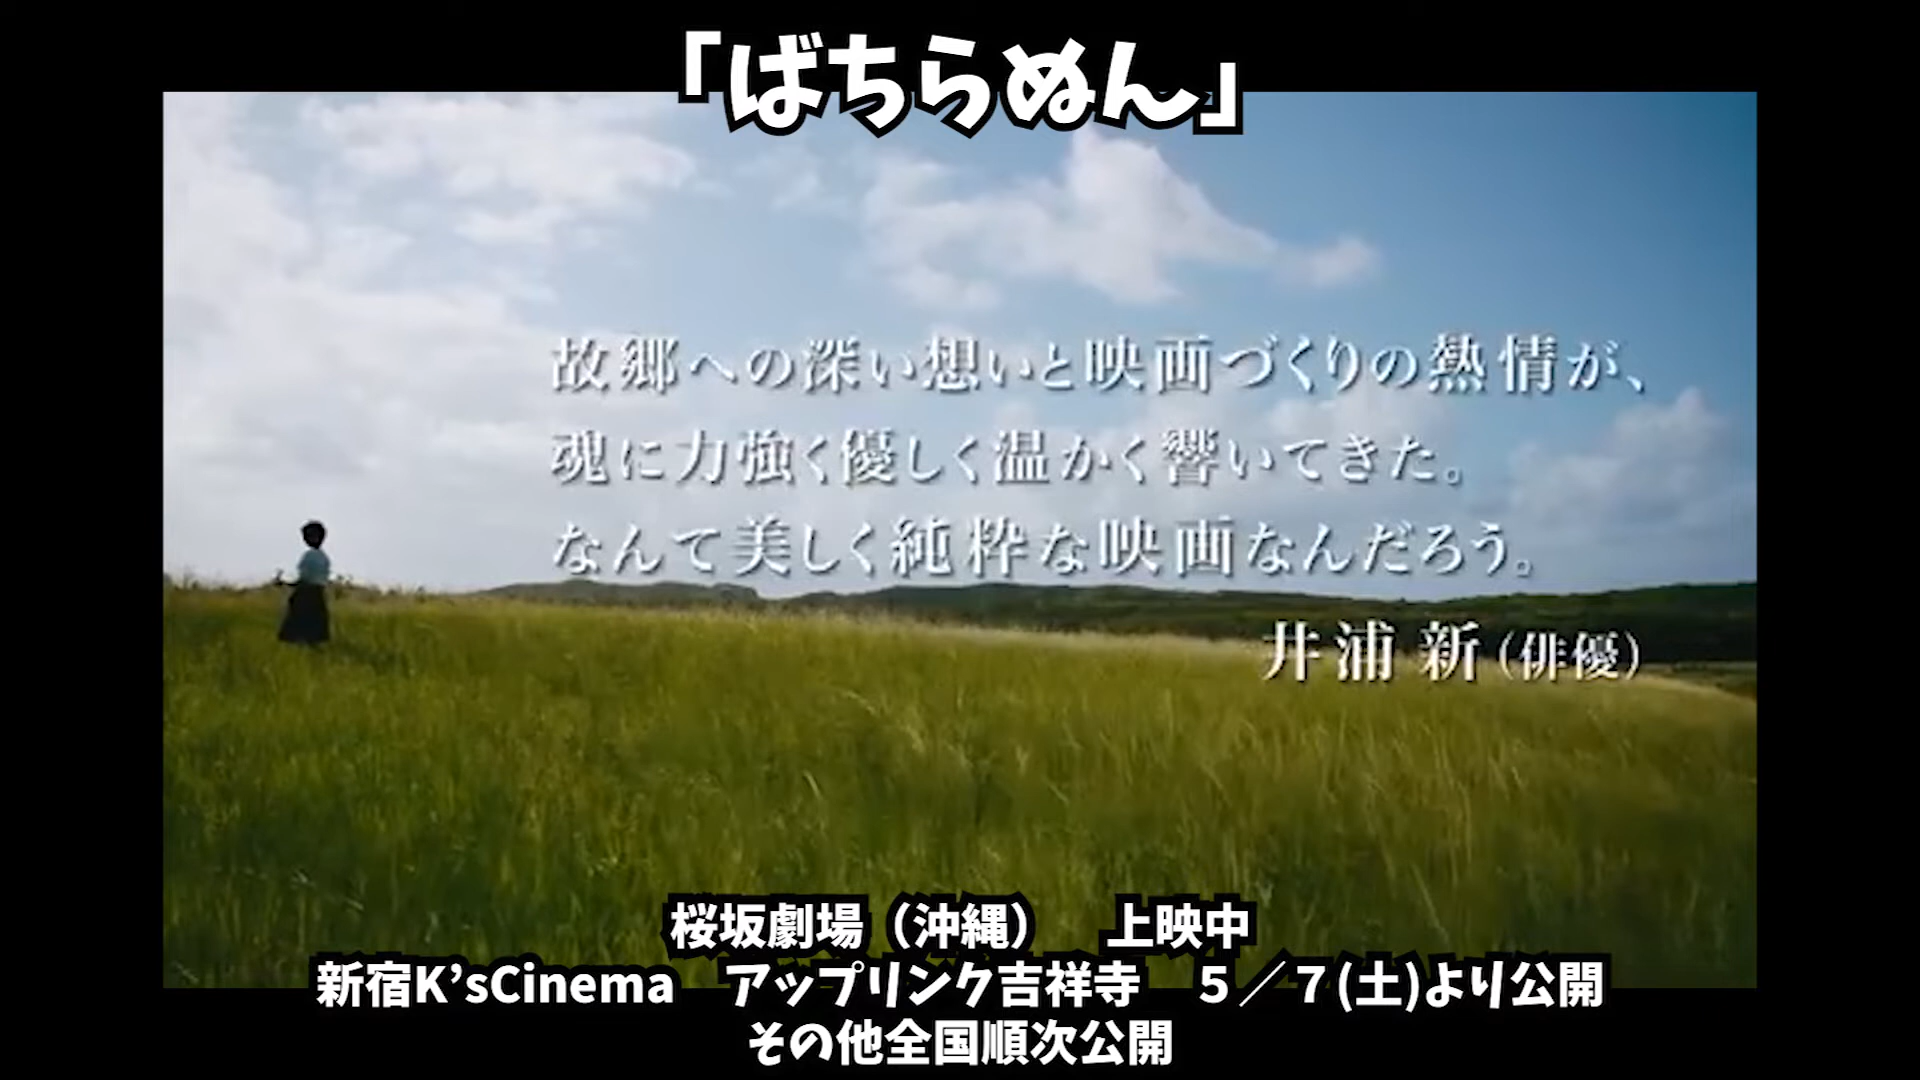 「ばちらぬん」
故郷への深い想いと映画づくりの熱情が、
魂に力強く優しく温かく響いてきた。
なんて美しく純粋な映画なんだろう。
井浦 新（俳優）
桜坂劇場（沖縄）　上映中
新宿K’sCinema　アップリンク吉祥寺　５／７(土)より公開
その他全国順次公開